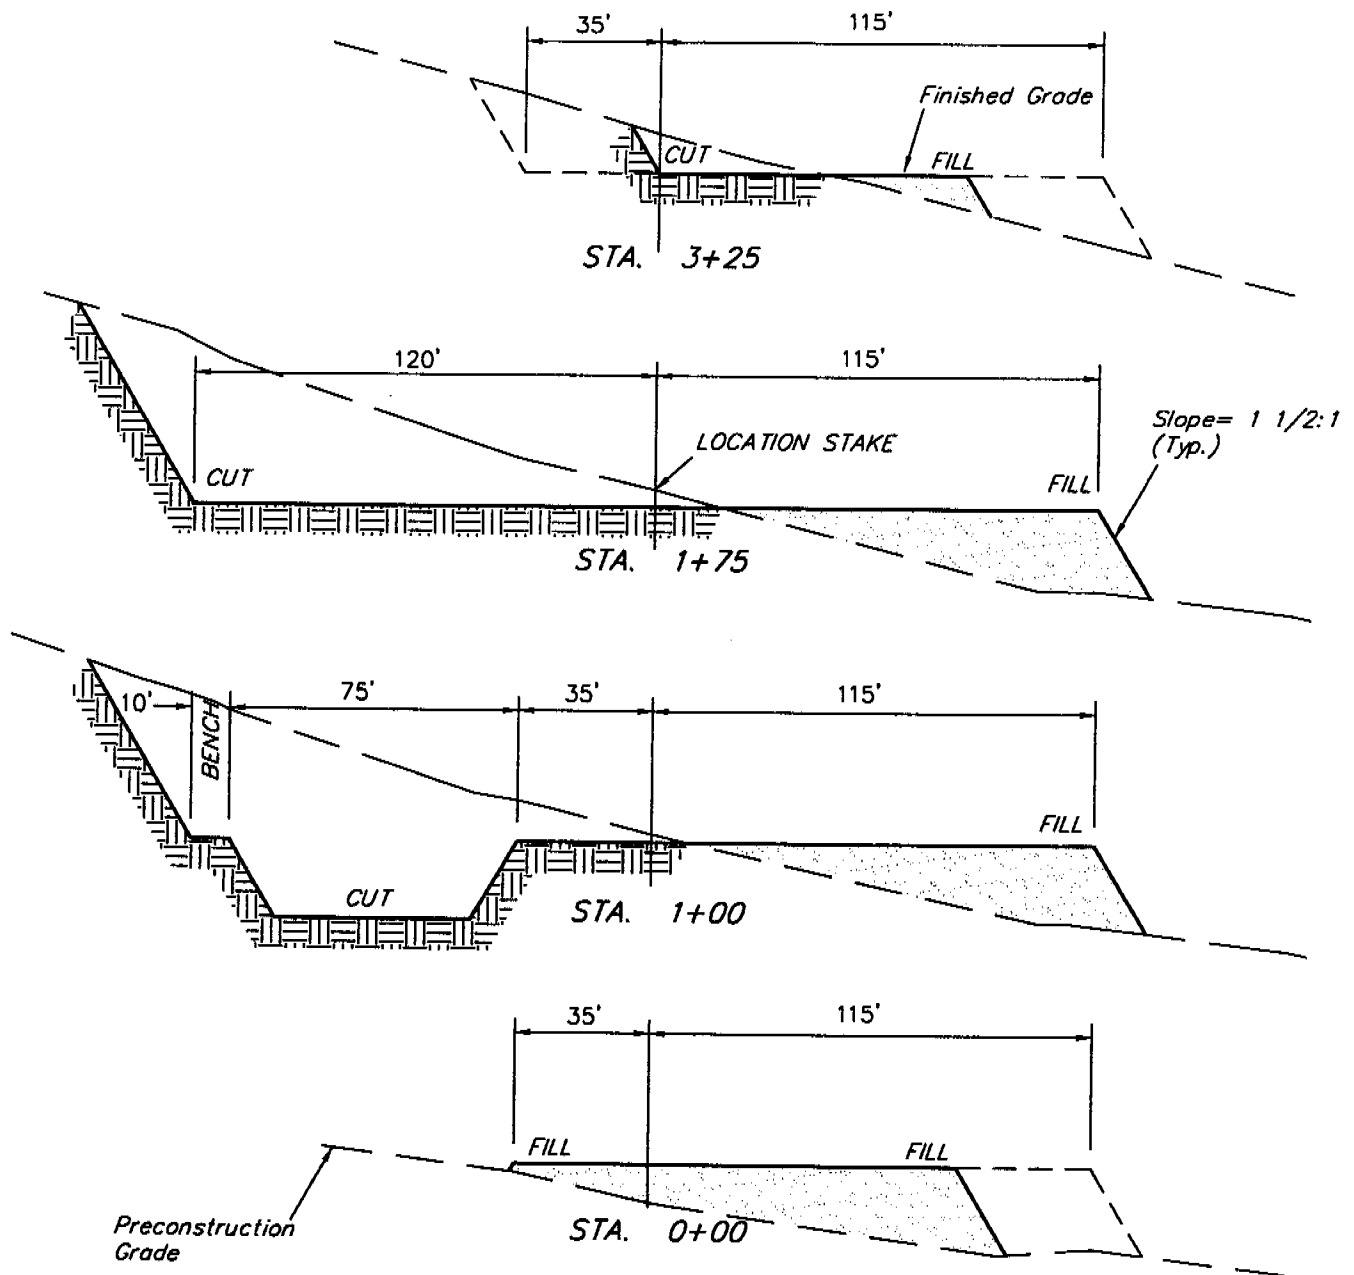 35' 115'
Finished Grade
CUT FILL
STA. 3+25
120' 115'
Slope= 1 1/2:1
(Typ.)
LOCATION STAKE
CUT FILL
STA. 1+75
10' 75' 35' 115'
BENCH
FILL
CUT
STA. 1+00
35' 115'
FILL FILL
Preconstruction
Grade
STA. 0+00